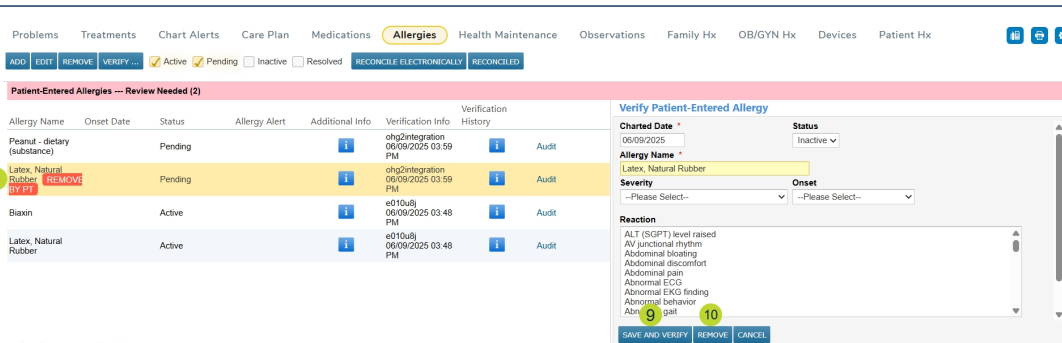 Problems Treatments Chart Alerts Care Plan Medications Allergies Health Maintenance Observations Family Hx OB/GYN Hx Devices Patient Hx
ADD EDIT REMOVE VERIFY ... Active Pending Inactive Resolved RECONCILE ELECTRONICALLY RECONCILED
Patient-Entered Allergies --- Review Needed (2)
Allergy Name Onset Date Status Allergy Alert Additional Info Verification Info Verification History
Peanut - dietary (substance) Pending i ohg2integration 06/09/2025 03:59 PM i Audit
Latex, Natural Rubber REMOVE BY PT Pending i ohg2integration 06/09/2025 03:59 PM i Audit
Biaxin Active i e010u8j 06/09/2025 03:48 PM i Audit
Latex, Natural Rubber Active i e010u8j 06/09/2025 03:48 PM i Audit
Verify Patient-Entered Allergy
Charted Date * Status
06/09/2025 Inactive
Allergy Name *
Latex, Natural Rubber
Severity Onset
--Please Select-- --Please Select--
Reaction
ALT (SGPT) level raised
AV junctional rhythm
Abdominal bloating
Abdominal discomfort
Abdominal pain
Abnormal ECG
Abnormal EKG finding
Abnormal behavior
gait
9 10
SAVE AND VERIFY REMOVE CANCEL